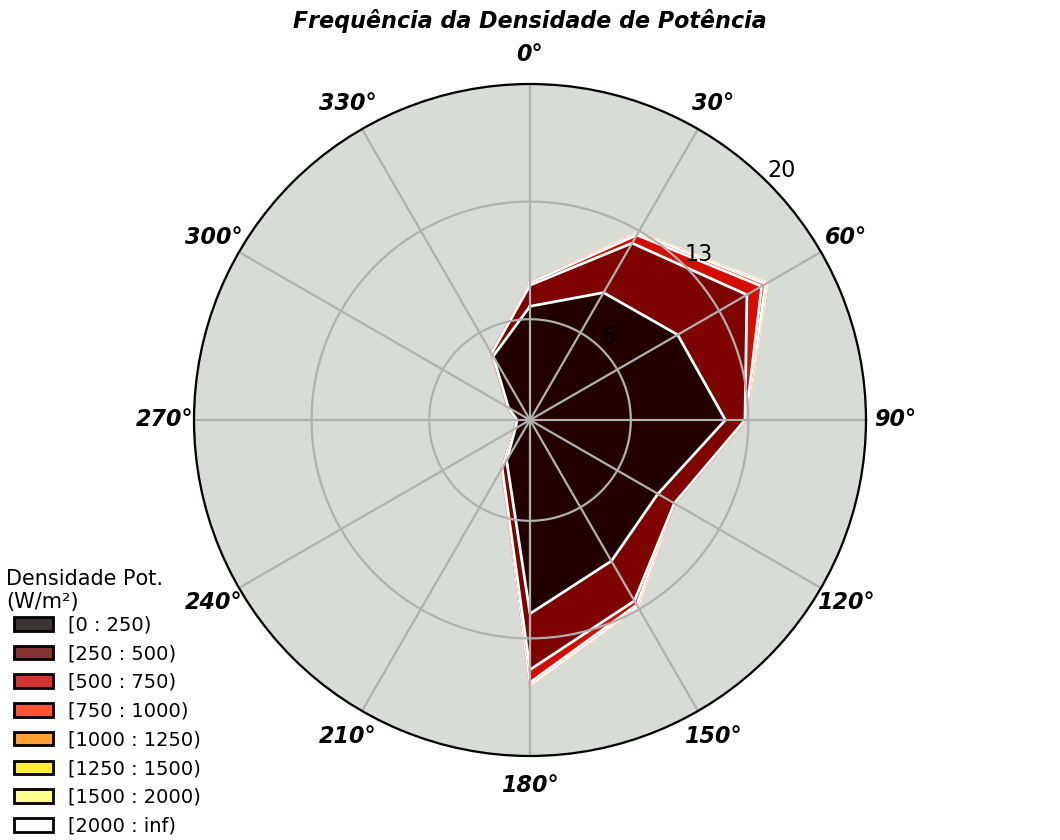 Frequência da Densidade de Potência
0°
330°
30°
20
300°
60°
13
6
270°
90°
240°
120°
210°
150°
180°
Densidade Pot.
(W/m²)
[0 : 250)
[250 : 500)
[500 : 750)
[750 : 1000)
[1000 : 1250)
[1250 : 1500)
[1500 : 2000)
[2000 : inf)